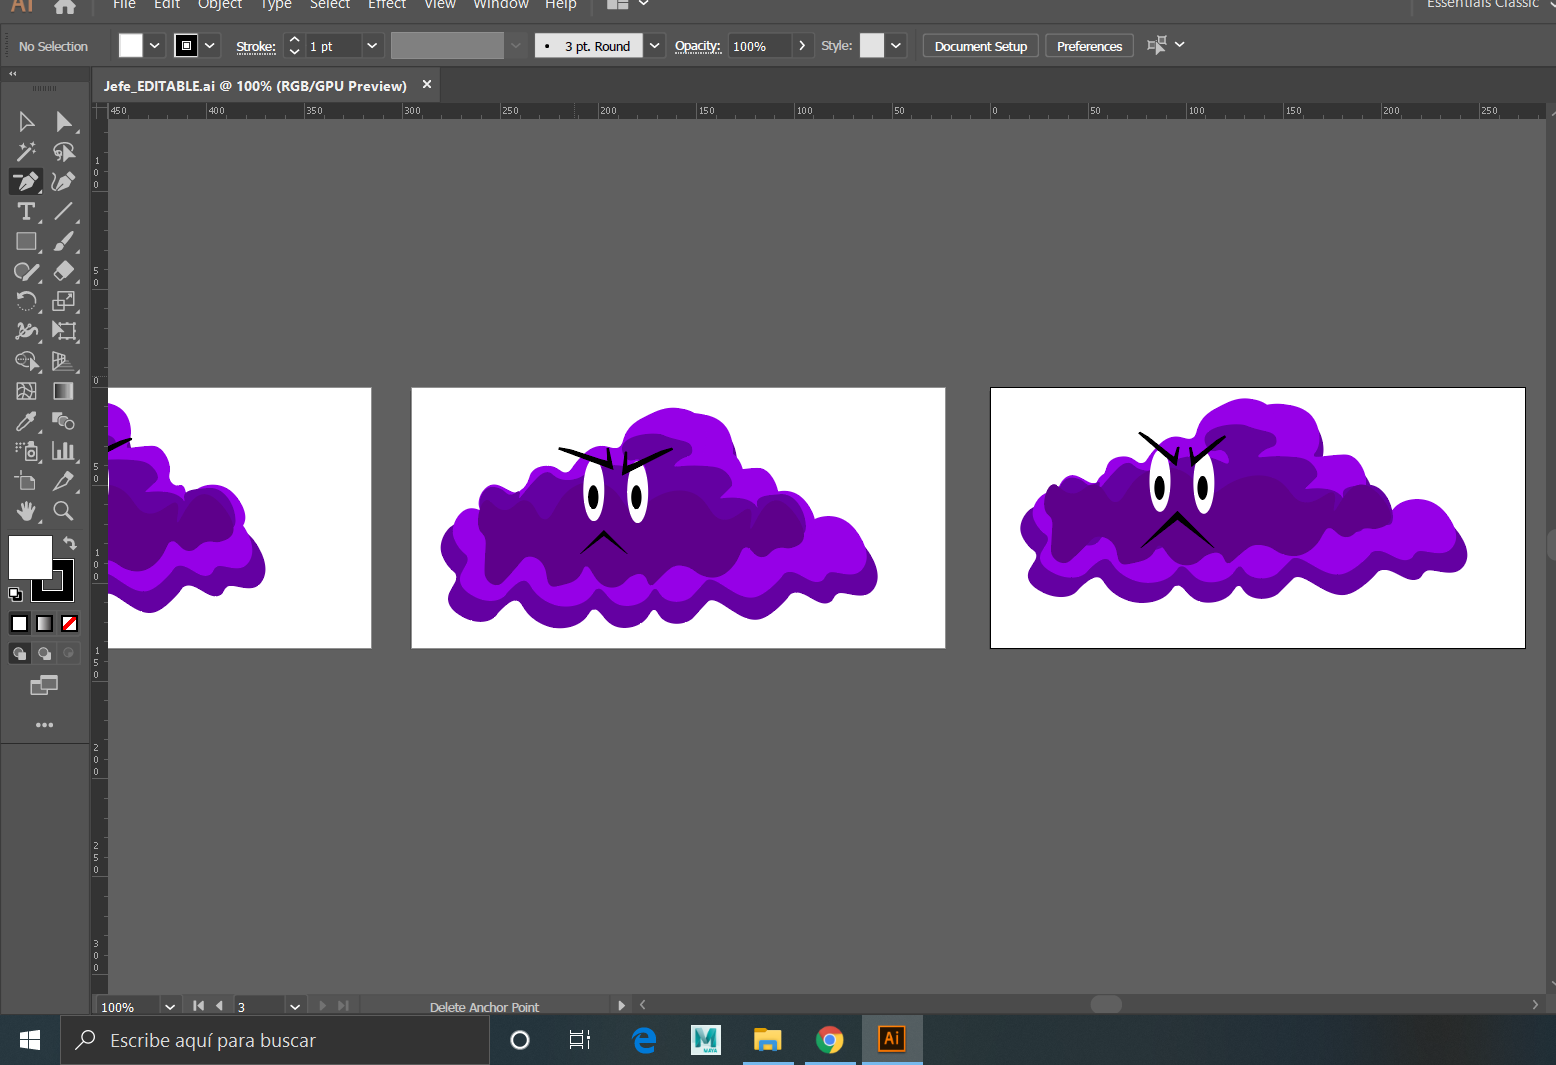 Ai File Edit Object Type Select Effect View Window Help Essentials Classic
No Selection Stroke: 1 pt 3 pt. Round Opacity: 100% Style: Document Setup Preferences
Jefe_EDITABLE.ai @ 100% (RGB/GPU Preview) ×
450 400 350 300 250 200 150 100 50 0 50 100 150 200 250
100
50
0
50
100
150
200
250
300
100% 3 Delete Anchor Point
Escribe aquí para buscar
M
MAYA
Ai